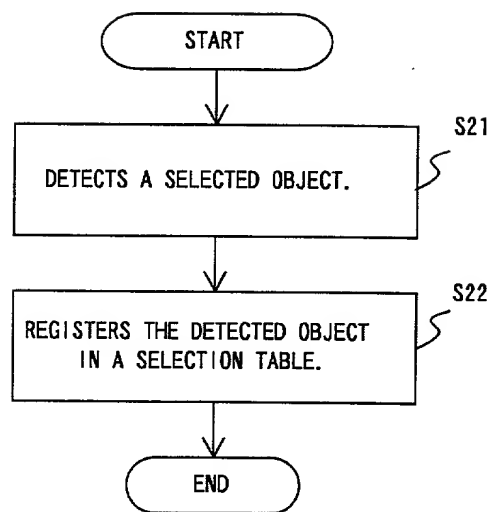 START
S21
DETECTS A SELECTED OBJECT.
S22
REGISTERS THE DETECTED OBJECT
IN A SELECTION TABLE.
END